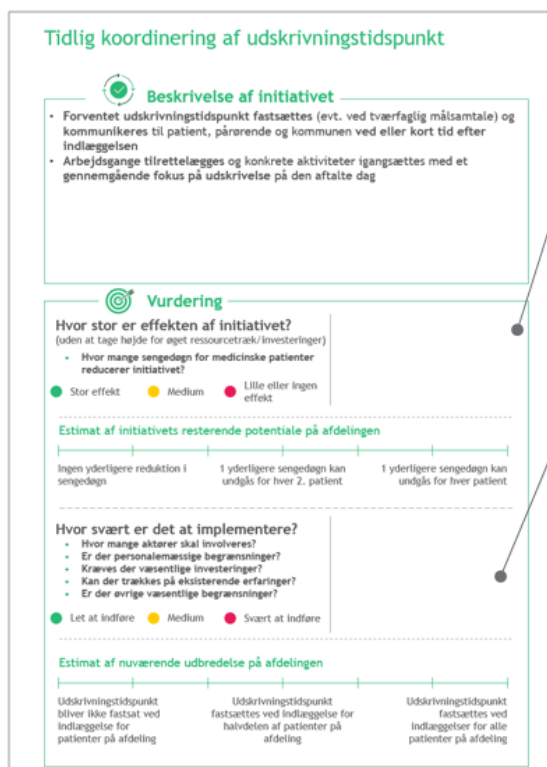 Tidlig koordinering af udskrivningstidspunkt
Beskrivelse af initiativet
• Forventet udskrivningstidspunkt fastsættes (evt. ved tværfaglig målsamtale) og
kommunikeres til patient, pårørende og kommunen ved eller kort tid efter
indlæggelsen
• Arbejdsgange tilrettelægges og konkrete aktiviteter igangsættes med et
gennemgående fokus på udskrivelse på den aftalte dag
Vurdering
Hvor stor er effekten af initiativet?
(uden at tage højde for øget ressourcetræk/investeringer)
• Hvor mange sengedøgn for medicinske patienter
reducerer initiativet?
Stor effekt Medium Lille eller ingen
effekt
Estimat af initiativets resterende potentiale på afdelingen
Ingen yderligere reduktion i
sengedøgn
1 yderligere sengedøgn kan
undgås for hver 2. patient
1 yderligere sengedøgn kan
undgås for hver patient
Hvor svært er det at implementere?
• Hvor mange aktører skal involveres?
• Er der personalemæssige begrænsninger?
• Kræves der væsentlige investeringer?
• Kan der trækkes på eksisterende erfaringer?
• Er der øvrige væsentlige begrænsninger?
Let at indføre Medium Svært at indføre
Estimat af nuværende udbredelse på afdelingen
Udskrivningstidspunkt
bliver ikke fastsat ved
indlæggelse for
patienter på afdeling
Udskrivningstidspunkt
fastsættes ved indlæggelse for
halvdelen af patienter på
afdeling
Udskrivningstidspunkt
fastsættes ved
indlæggelser for alle
patienter på afdeling